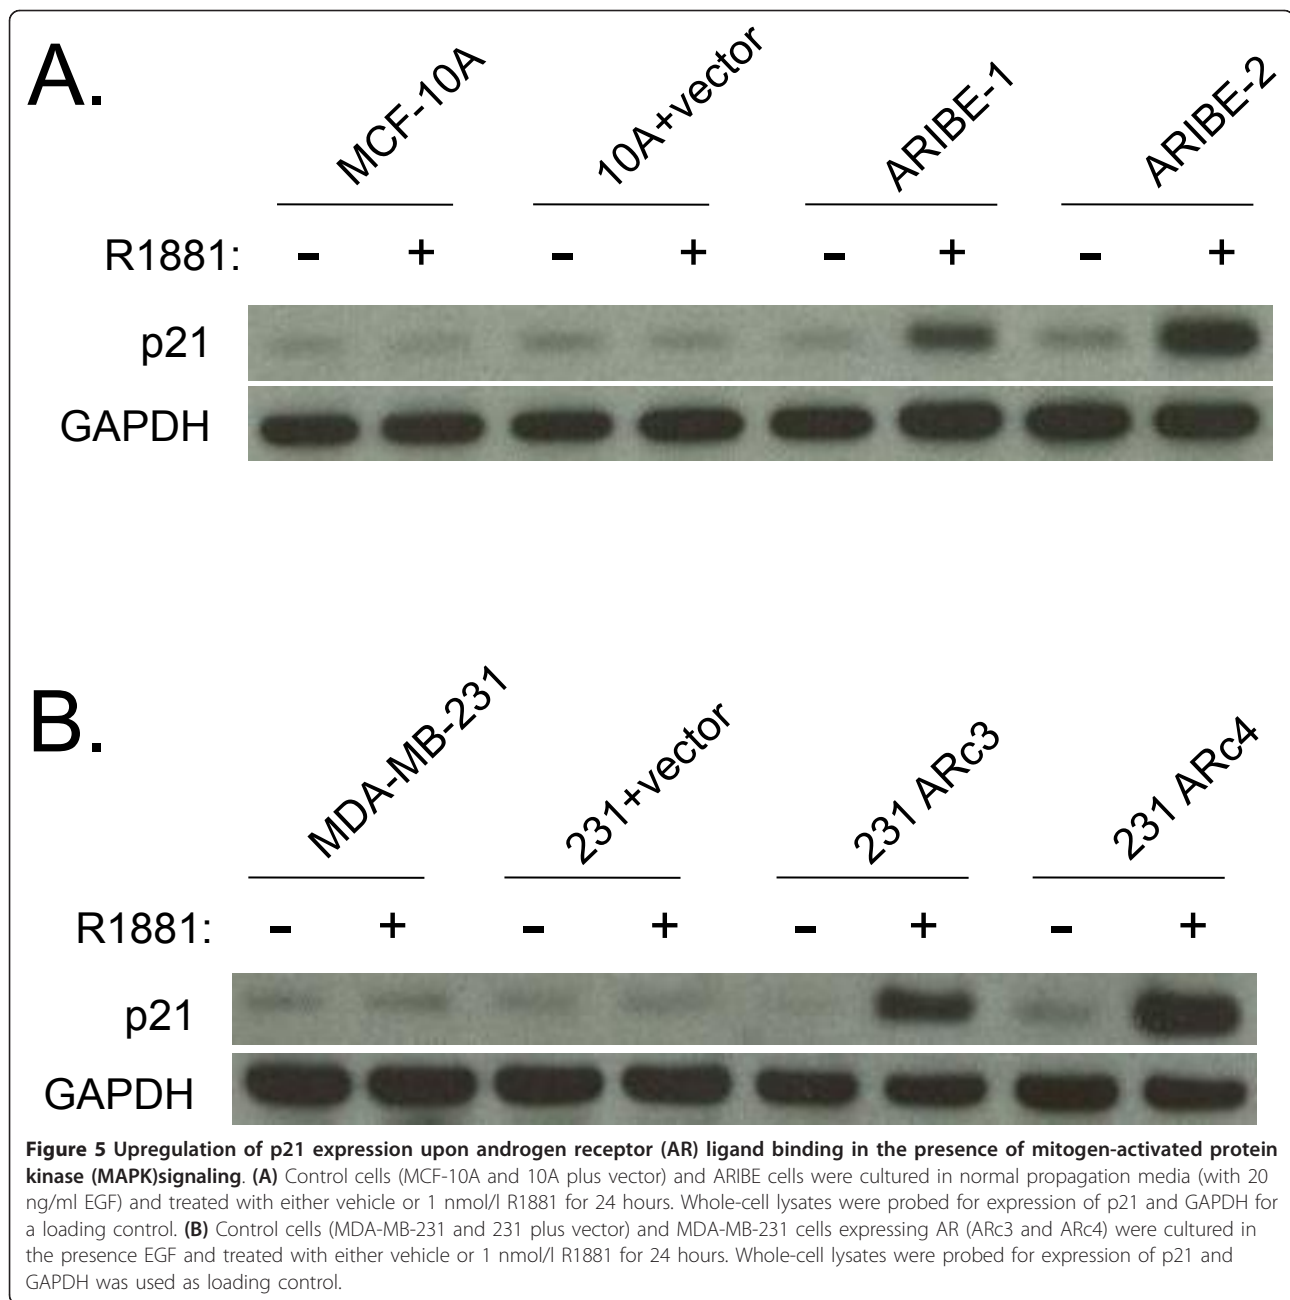 A.
MCF-10A 10A+vector ARIBE-1 ARIBE-2
R1881: - + - + - + - +
p21
GAPDH
B.
MDA-MB-231 231+vector 231 ARc3 231 ARc4
R1881: - + - + - + - +
p21
GAPDH
Figure 5 Upregulation of p21 expression upon androgen receptor (AR) ligand binding in the presence of mitogen-activated protein
kinase (MAPK)signaling. (A) Control cells (MCF-10A and 10A plus vector) and ARIBE cells were cultured in normal propagation media (with 20
ng/ml EGF) and treated with either vehicle or 1 nmol/l R1881 for 24 hours. Whole-cell lysates were probed for expression of p21 and GAPDH for
a loading control. (B) Control cells (MDA-MB-231 and 231 plus vector) and MDA-MB-231 cells expressing AR (ARc3 and ARc4) were cultured in
the presence EGF and treated with either vehicle or 1 nmol/l R1881 for 24 hours. Whole-cell lysates were probed for expression of p21 and
GAPDH was used as loading control.